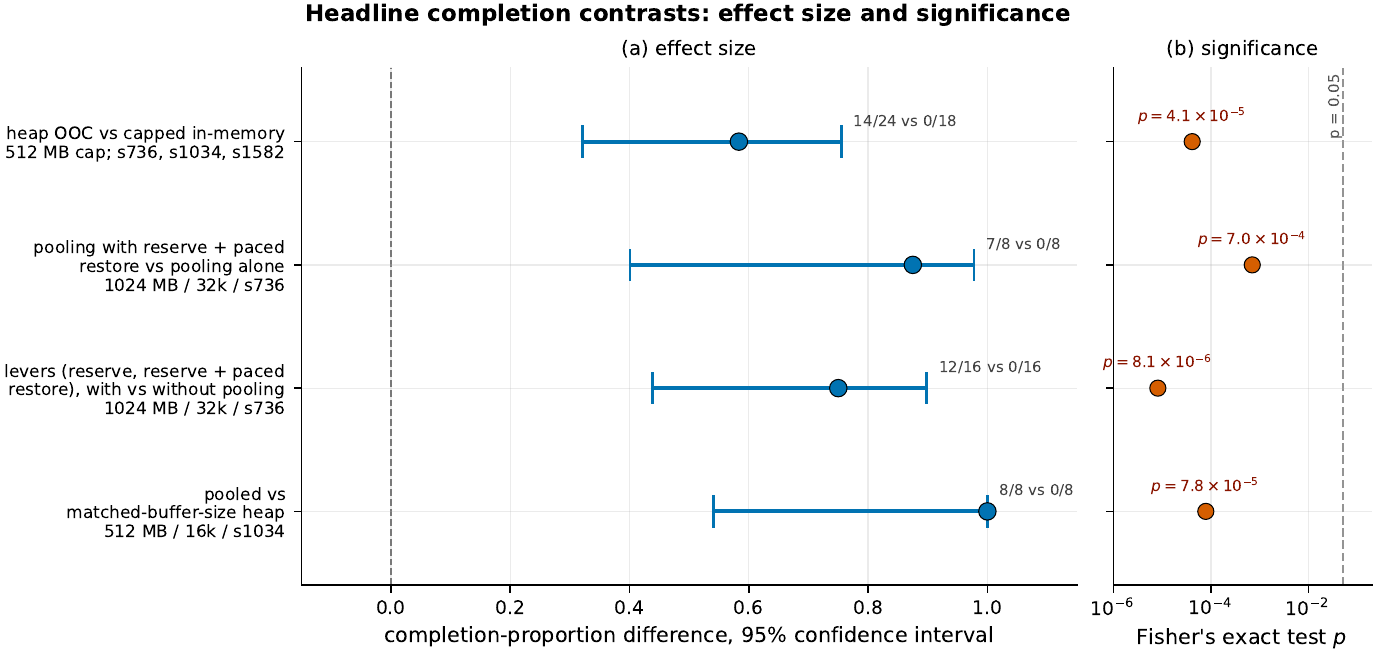 Headline completion contrasts: effect size and significance
(a) effect size
(b) significance
heap OOC vs capped in-memory
512 MB cap; s736, s1034, s1582
14/24 vs 0/18
p = 4.1 × 10⁻⁵
p = 0.05
pooling with reserve + paced
restore vs pooling alone
1024 MB / 32k / s736
7/8 vs 0/8
p = 7.0 × 10⁻⁴
levers (reserve, reserve + paced
restore), with vs without pooling
1024 MB / 32k / s736
12/16 vs 0/16
p = 8.1 × 10⁻⁶
pooled vs
matched-buffer-size heap
512 MB / 16k / s1034
8/8 vs 0/8
p = 7.8 × 10⁻⁵
0.0 0.2 0.4 0.6 0.8 1.0
10⁻⁶ 10⁻⁴ 10⁻²
completion-proportion difference, 95% confidence interval
Fisher's exact test p